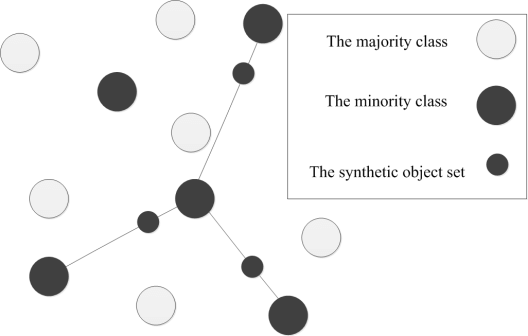 The majority class
The minority class
The synthetic object set